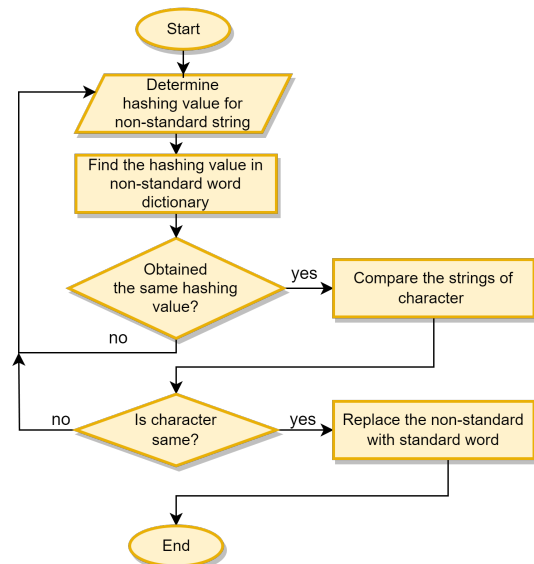 Start
Determine
hashing value for
non-standard string
Find the hashing value in
non-standard word
dictionary
Obtained
the same hashing
value?
yes
Compare the strings of
character
no
Is character
same?
no
yes
Replace the non-standard
with standard word
End